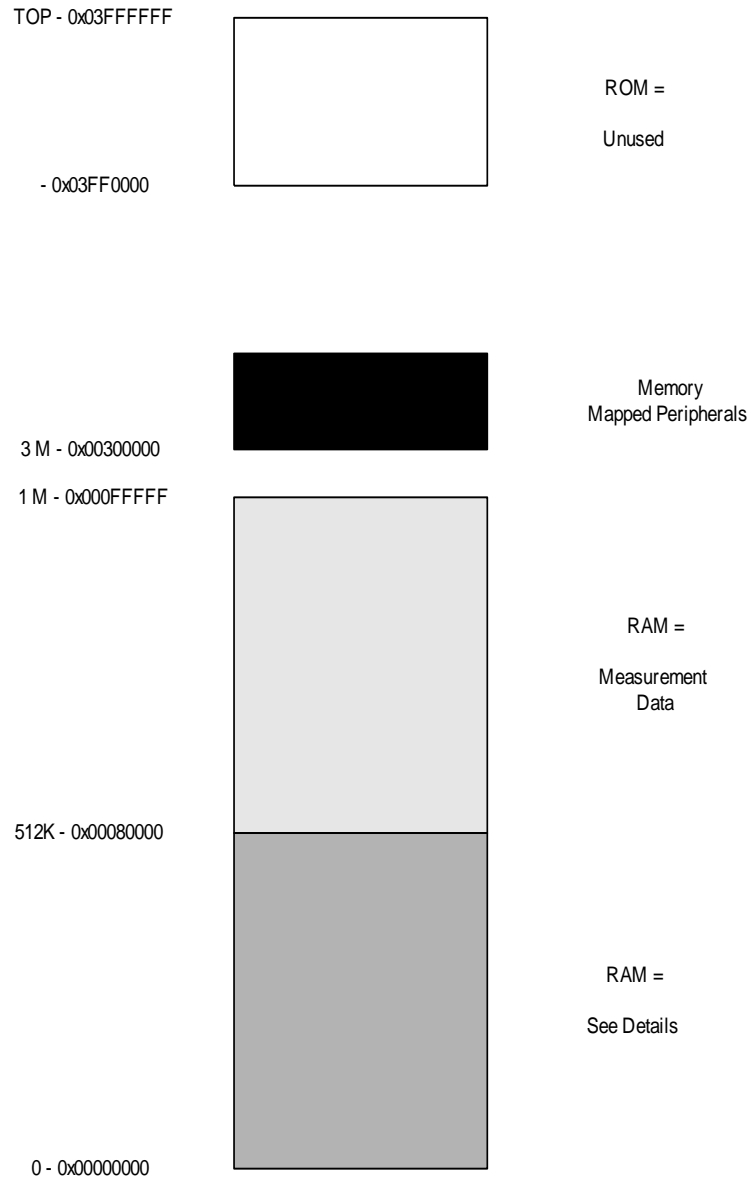 TOP - 0x03FFFFFF
ROM =
Unused
- 0x03FF0000
Memory
Mapped Peripherals
3 M - 0x00300000
1 M - 0x000FFFFF
RAM =
Measurement
Data
512K - 0x00080000
RAM =
See Details
0 - 0x00000000